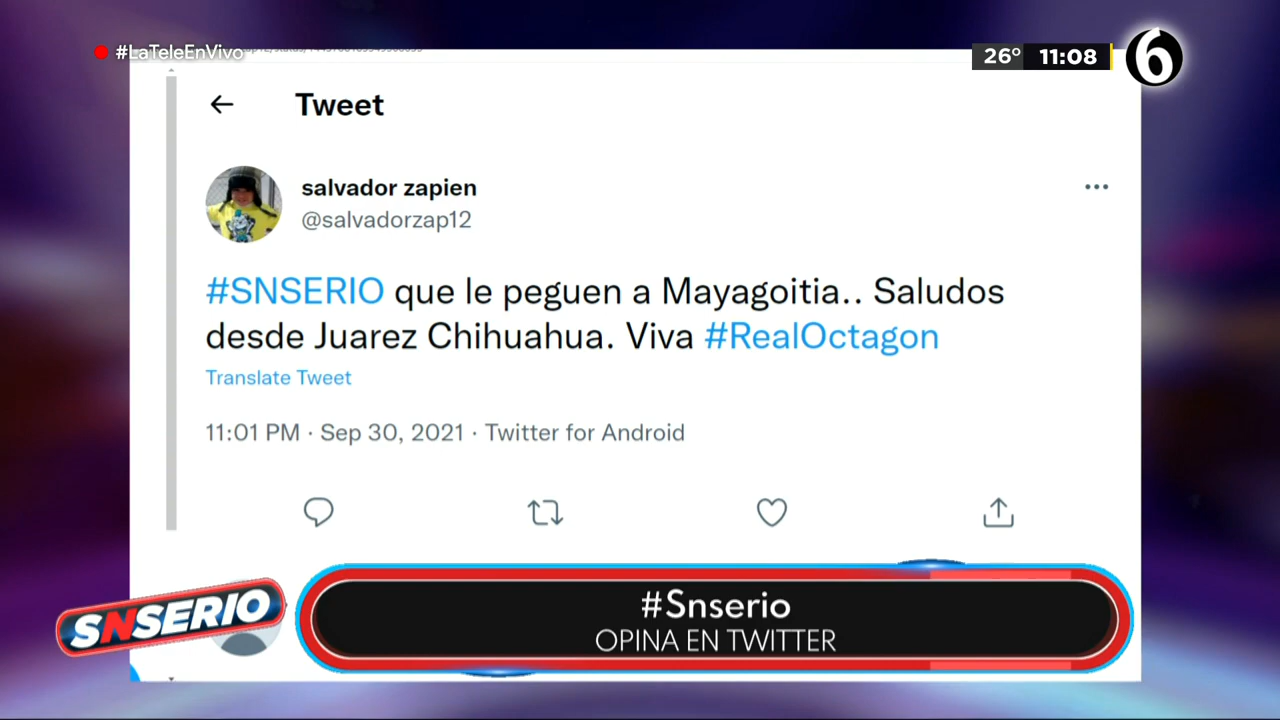 #LaTeleEnVivo
26° 11:08 6
Tweet
salvador zapien
@salvadorzap12
#SNSERIO que le peguen a Mayagoitia.. Saludos
desde Juarez Chihuahua. Viva #RealOctagon
Translate Tweet
11:01 PM · Sep 30, 2021 · Twitter for Android
SNSERIO
#Snserio
OPINA EN TWITTER